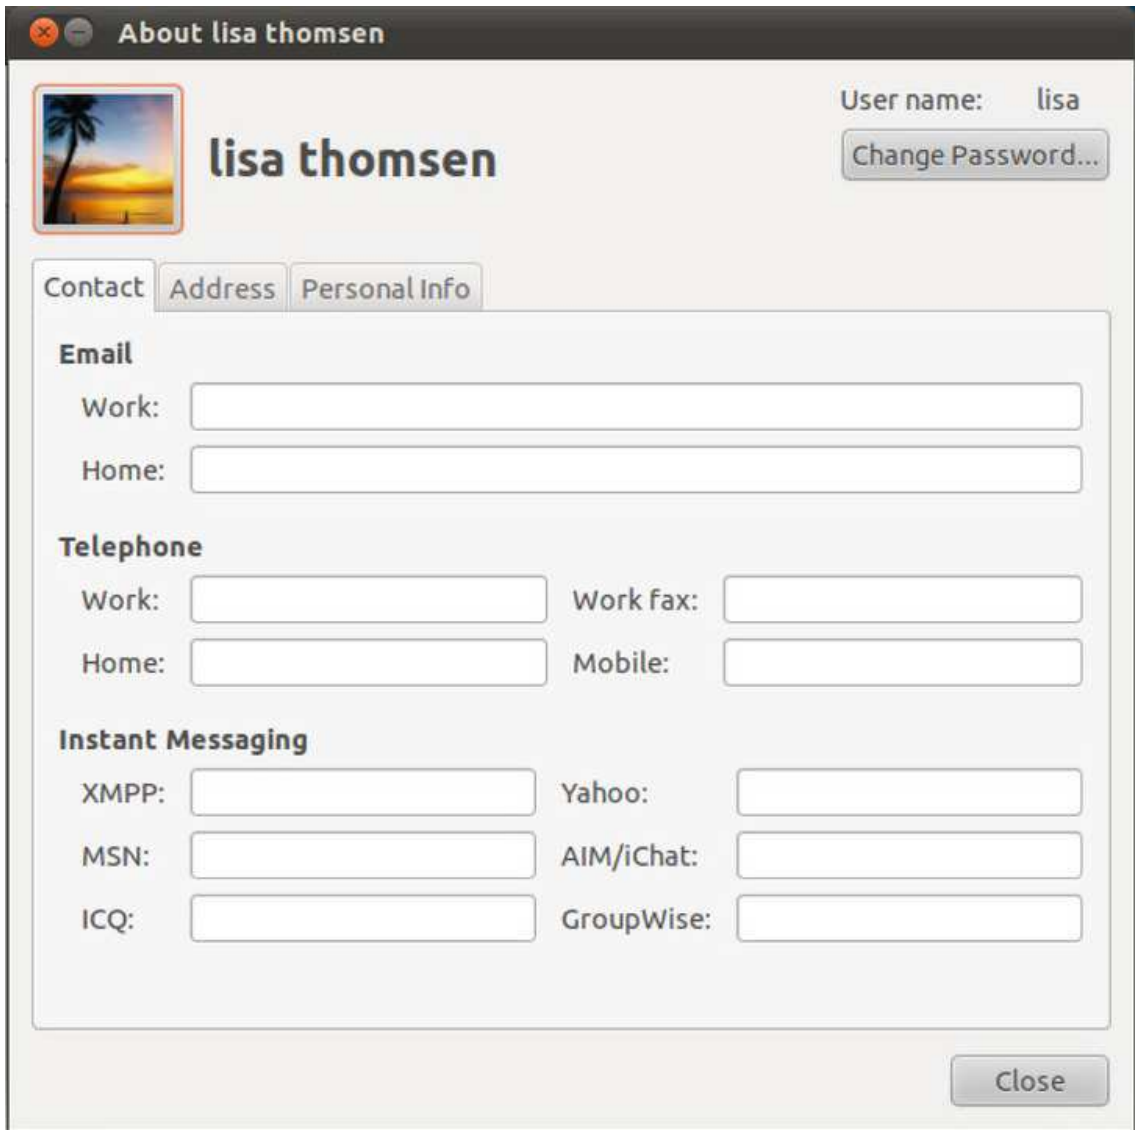 About lisa thomsen
User name: lisa
lisa thomsen
Change Password...
Contact Address Personal Info
Email
Work:
Home:
Telephone
Work: Work fax:
Home: Mobile:
Instant Messaging
XMPP: Yahoo:
MSN: AIM/iChat:
ICQ: GroupWise:
Close